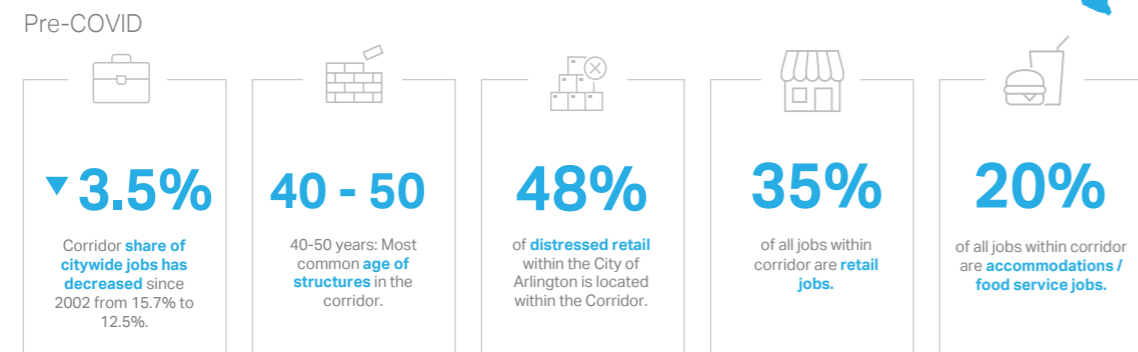 Pre-COVID
▼ 3.5%
Corridor share of
citywide jobs has
decreased since
2002 from 15.7% to
12.5%.
40 - 50
40-50 years: Most
common age of
structures in the
corridor.
48%
of distressed retail
within the City of
Arlington is located
within the Corridor.
35%
of all jobs within
corridor are retail
jobs.
20%
of all jobs within corridor
are accommodations /
food service jobs.